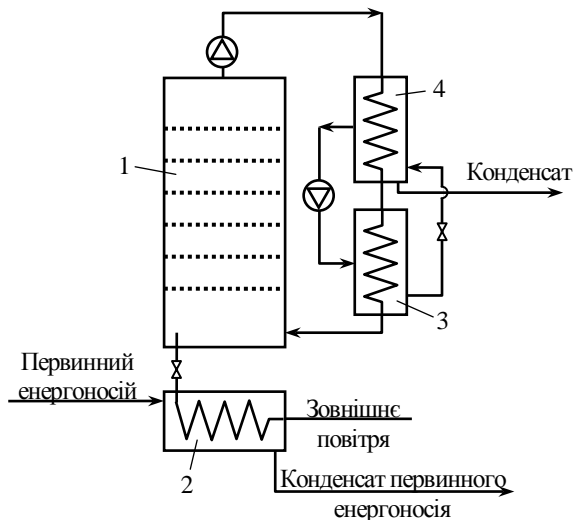 4
1
Конденсат
3
Первинний
енергоносій
Зовнішнє
повітря
2
Конденсат первинного
енергоносія